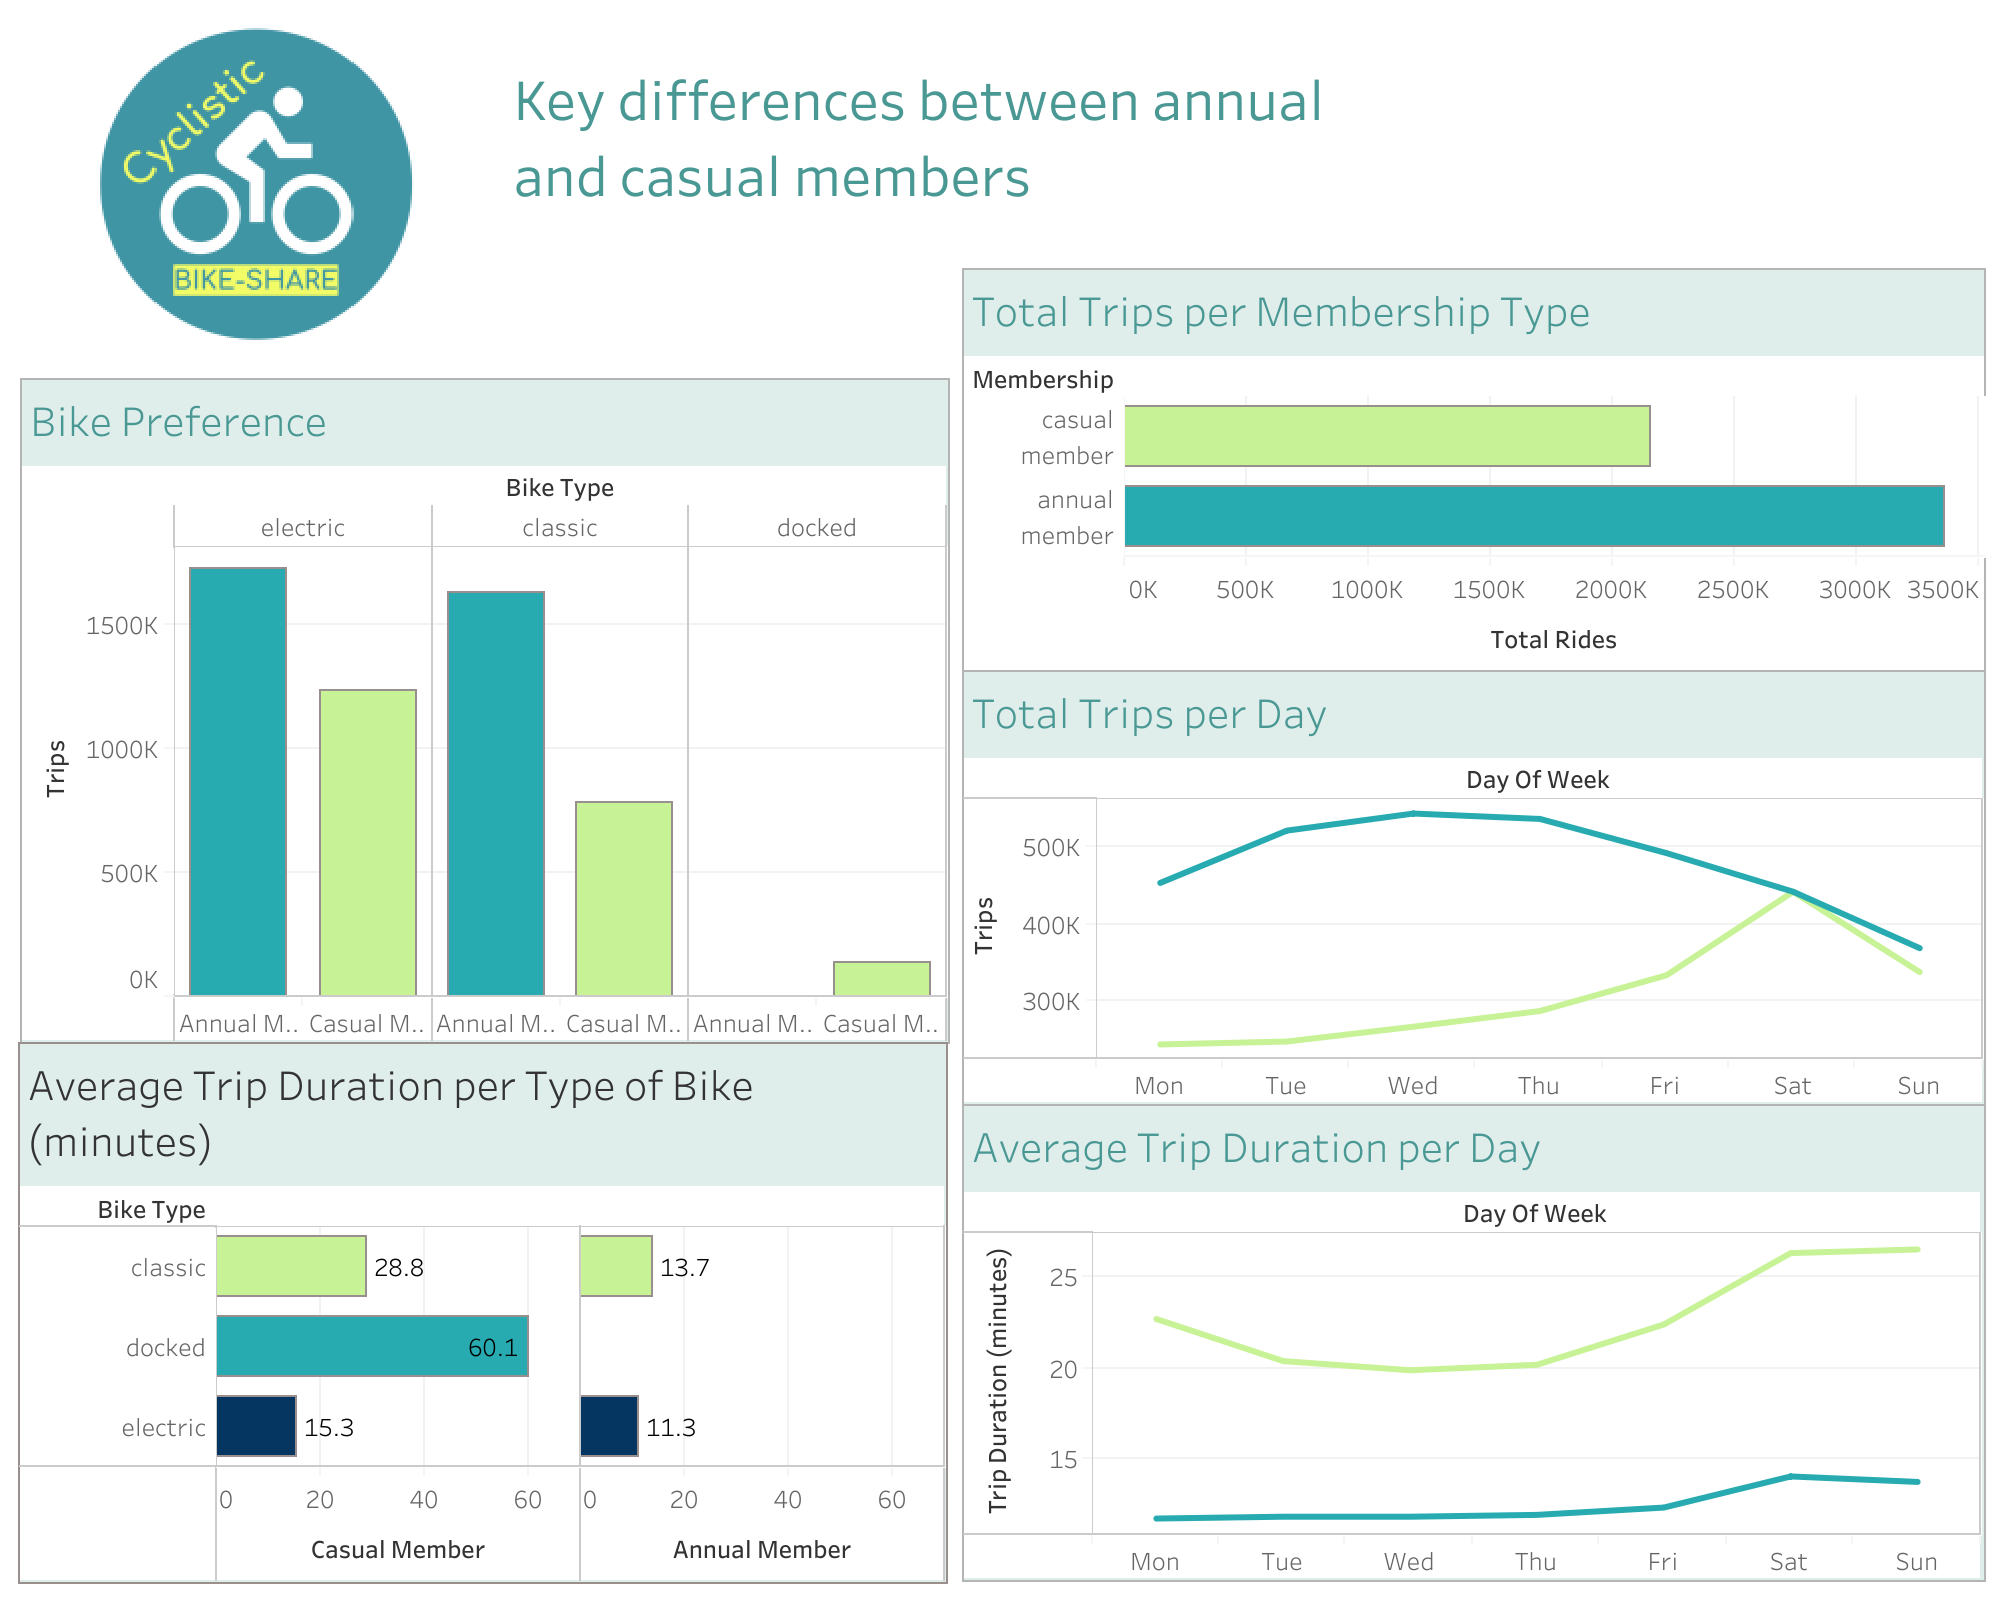 Cyclistic
BIKE-SHARE
Key differences between annual
and casual members
Bike Preference
Bike Type
electric classic docked
Trips
1500K
1000K
500K
0K
Annual M.. Casual M.. Annual M.. Casual M.. Annual M.. Casual M..
Average Trip Duration per Type of Bike
(minutes)
Bike Type
classic 28.8 13.7
docked 60.1
electric 15.3 11.3
0 20 40 60 0 20 40 60
Casual Member Annual Member
Total Trips per Membership Type
Membership
casual
member
annual
member
0K 500K 1000K 1500K 2000K 2500K 3000K 3500K
Total Rides
Total Trips per Day
Day Of Week
Trips
500K
400K
300K
Mon Tue Wed Thu Fri Sat Sun
Average Trip Duration per Day
Day Of Week
Trip Duration (minutes)
25
20
15
Mon Tue Wed Thu Fri Sat Sun